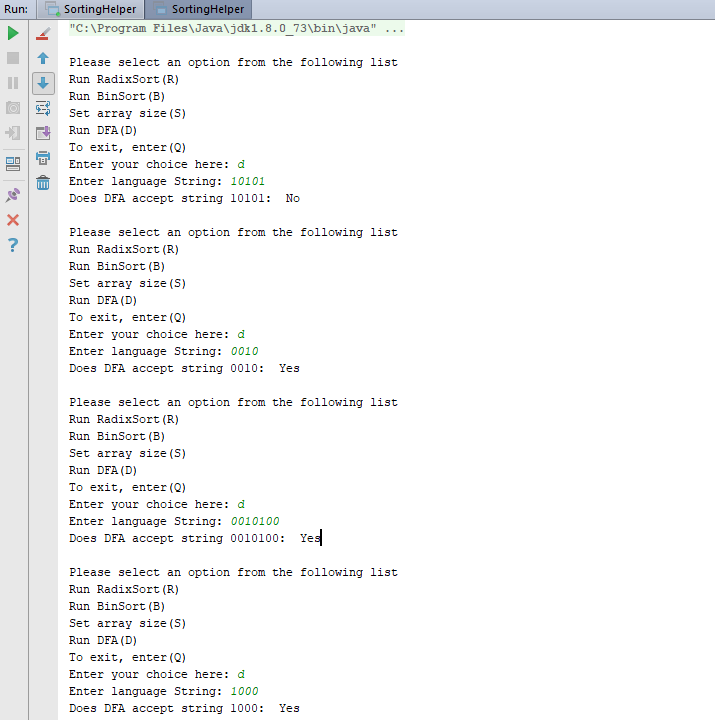 Run: SortingHelper SortingHelper
"C:\Program Files\Java\jdk1.8.0_73\bin\java" ...
Please select an option from the following list
Run RadixSort(R)
Run BinSort(B)
Set array size(S)
Run DFA(D)
To exit, enter(Q)
Enter your choice here: d
Enter language String: 10101
Does DFA accept string 10101:  No
Please select an option from the following list
Run RadixSort(R)
Run BinSort(B)
Set array size(S)
Run DFA(D)
To exit, enter(Q)
Enter your choice here: d
Enter language String: 0010
Does DFA accept string 0010:  Yes
Please select an option from the following list
Run RadixSort(R)
Run BinSort(B)
Set array size(S)
Run DFA(D)
To exit, enter(Q)
Enter your choice here: d
Enter language String: 0010100
Does DFA accept string 0010100:  Yes
Please select an option from the following list
Run RadixSort(R)
Run BinSort(B)
Set array size(S)
Run DFA(D)
To exit, enter(Q)
Enter your choice here: d
Enter language String: 1000
Does DFA accept string 1000:  Yes